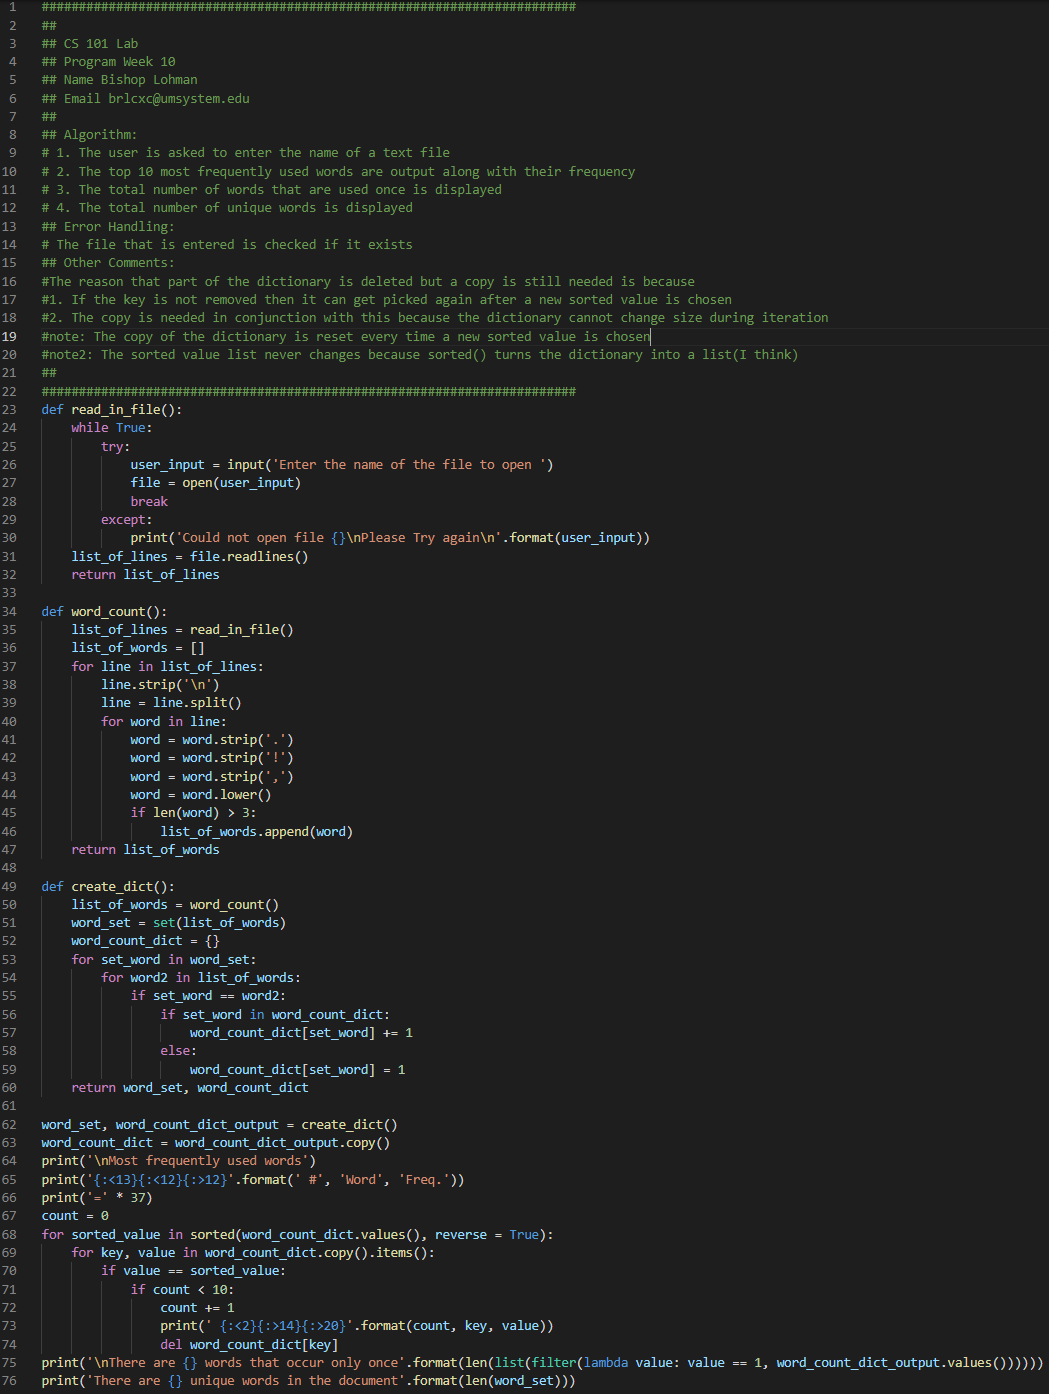 1 ########################################################################
2 ##
3 ## CS 101 Lab
4 ## Program Week 10
5 ## Name Bishop Lohman
6 ## Email brlcxc@umsystem.edu
7 ##
8 ## Algorithm:
9 # 1. The user is asked to enter the name of a text file
10 # 2. The top 10 most frequently used words are output along with their frequency
11 # 3. The total number of words that are used once is displayed
12 # 4. The total number of unique words is displayed
13 ## Error Handling:
14 # The file that is entered is checked if it exists
15 ## Other Comments:
16 #The reason that part of the dictionary is deleted but a copy is still needed is because
17 #1. If the key is not removed then it can get picked again after a new sorted value is chosen
18 #2. The copy is needed in conjunction with this because the dictionary cannot change size during iteration
19 #note: The copy of the dictionary is reset every time a new sorted value is chosen
20 #note2: The sorted value list never changes because sorted() turns the dictionary into a list(I think)
21 ##
22 ########################################################################
23 def read_in_file():
24     while True:
25         try:
26             user_input = input('Enter the name of the file to open ')
27             file = open(user_input)
28             break
29         except:
30             print('Could not open file {}\nPlease Try again\n'.format(user_input))
31     list_of_lines = file.readlines()
32     return list_of_lines
33
34 def word_count():
35     list_of_lines = read_in_file()
36     list_of_words = []
37     for line in list_of_lines:
38         line.strip('\n')
39         line = line.split()
40         for word in line:
41             word = word.strip('.')
42             word = word.strip('!')
43             word = word.strip(',')
44             word = word.lower()
45             if len(word) > 3:
46                 list_of_words.append(word)
47     return list_of_words
48
49 def create_dict():
50     list_of_words = word_count()
51     word_set = set(list_of_words)
52     word_count_dict = {}
53     for set_word in word_set:
54         for word2 in list_of_words:
55             if set_word == word2:
56                 if set_word in word_count_dict:
57                     word_count_dict[set_word] += 1
58                 else:
59                     word_count_dict[set_word] = 1
60     return word_set, word_count_dict
61
62 word_set, word_count_dict_output = create_dict()
63 word_count_dict = word_count_dict_output.copy()
64 print('\nMost frequently used words')
65 print('{:<13}{:<12}{:>12}'.format(' #', 'Word', 'Freq.'))
66 print('=' * 37)
67 count = 0
68 for sorted_value in sorted(word_count_dict.values(), reverse = True):
69     for key, value in word_count_dict.copy().items():
70         if value == sorted_value:
71             if count < 10:
72                 count += 1
73                 print(' {:<2}{:>14}{:>20}'.format(count, key, value))
74                 del word_count_dict[key]
75 print('\nThere are {} words that occur only once'.format(len(list(filter(lambda value: value == 1, word_count_dict_output.values())))))
76 print('There are {} unique words in the document'.format(len(word_set)))